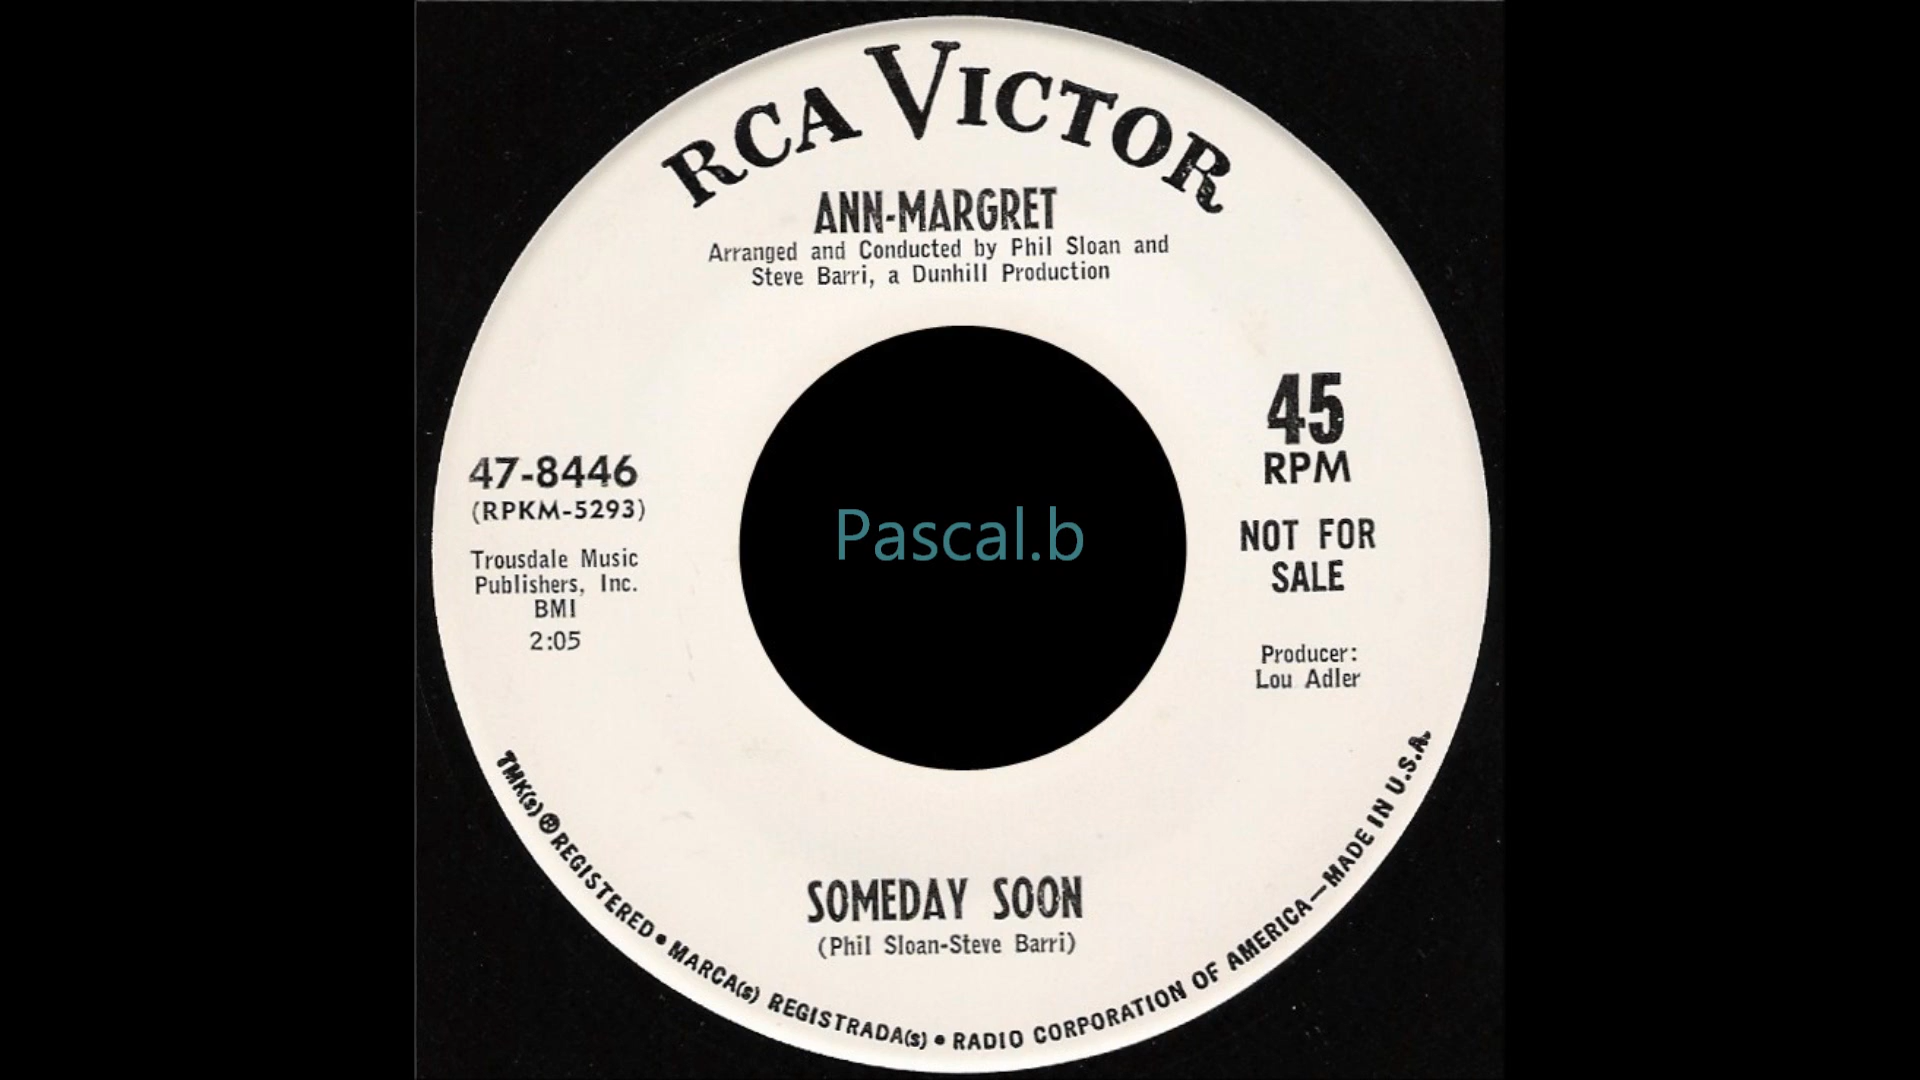 RCA VICTOR
ANN-MARGRET
Arranged and Conducted by Phil Sloan and
Steve Barri, a Dunhill Production
47-8446
(RPKM-5293)
Trousdale Music
Publishers, Inc.
BMI
2:05
Pascal.b
45
RPM
NOT FOR
SALE
Producer:
Lou Adler
SOMEDAY SOON
(Phil Sloan-Steve Barri)
TMK(s) ® REGISTERED • MARCA(s) REGISTRADA(s) • RADIO CORPORATION OF AMERICA—MADE IN U.S.A.